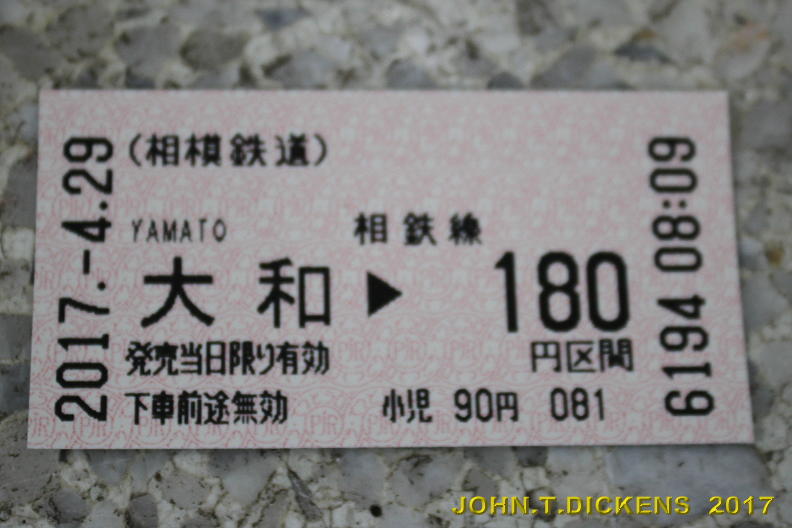 2017.-4.29
(相模鉄道)
YAMATO 相鉄線
大和▶180
発売当日限り有効 円区間
下車前途無効 小児 90円 081
6194 08:09
JOHN.T.DICKENS 2017